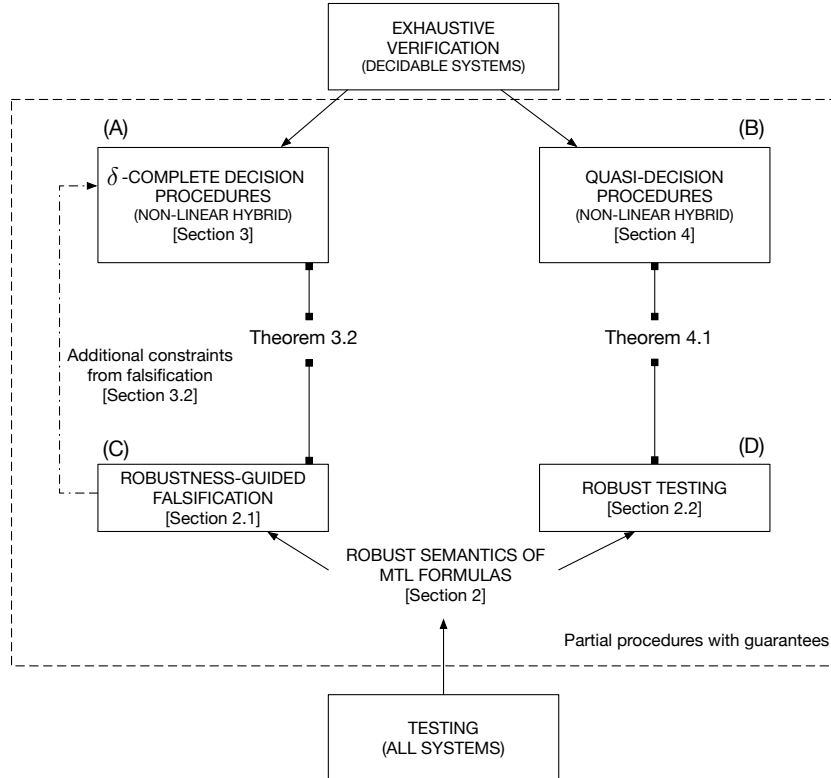 EXHAUSTIVE
VERIFICATION
(DECIDABLE SYSTEMS)
(A)
(B)
δ-COMPLETE DECISION
PROCEDURES
(NON-LINEAR HYBRID)
[Section 3]
QUASI-DECISION
PROCEDURES
(NON-LINEAR HYBRID)
[Section 4]
Theorem 3.2
Theorem 4.1
Additional constraints
from falsification
[Section 3.2]
(C)
(D)
ROBUSTNESS-GUIDED
FALSIFICATION
[Section 2.1]
ROBUST TESTING
[Section 2.2]
ROBUST SEMANTICS OF
MTL FORMULAS
[Section 2]
Partial procedures with guarantees
TESTING
(ALL SYSTEMS)